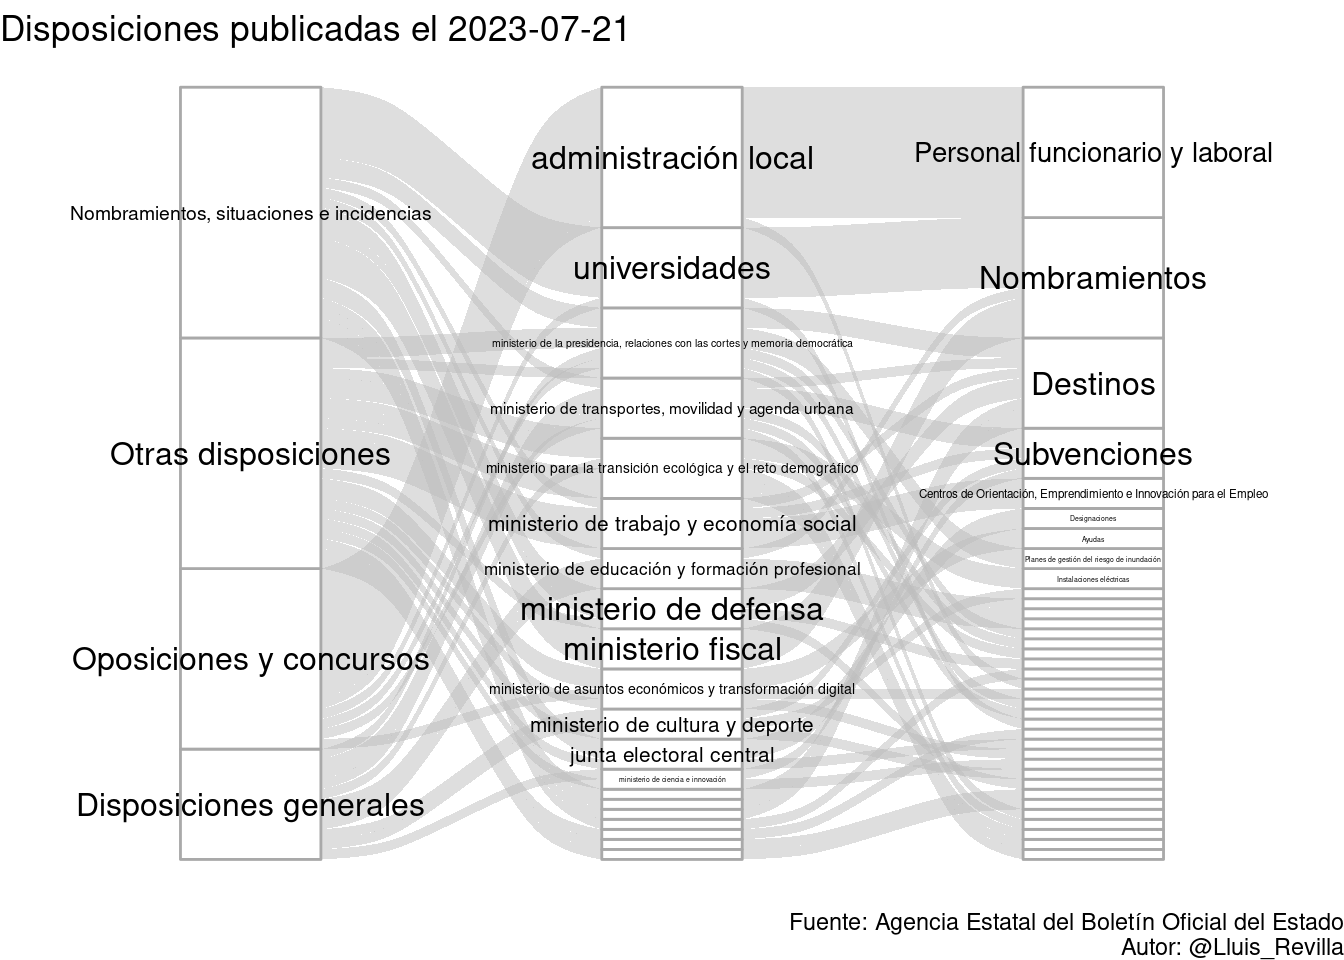 Disposiciones publicadas el 2023-07-21
Nombramientos, situaciones e incidencias
Otras disposiciones
Oposiciones y concursos
Disposiciones generales
administración local
universidades
ministerio de la presidencia, relaciones con las cortes y memoria democrática
ministerio de transportes, movilidad y agenda urbana
ministerio para la transición ecológica y el reto demográfico
ministerio de trabajo y economía social
ministerio de educación y formación profesional
ministerio de defensa
ministerio fiscal
ministerio de asuntos económicos y transformación digital
ministerio de cultura y deporte
junta electoral central
ministerio de ciencia e innovación
Personal funcionario y laboral
Nombramientos
Destinos
Subvenciones
Centros de Orientación, Emprendimiento e Innovación para el Empleo
Designaciones
Ayudas
Planes de gestión del riesgo de inundación
Instalaciones eléctricas
Fuente: Agencia Estatal del Boletín Oficial del Estado
Autor: @Lluis_Revilla